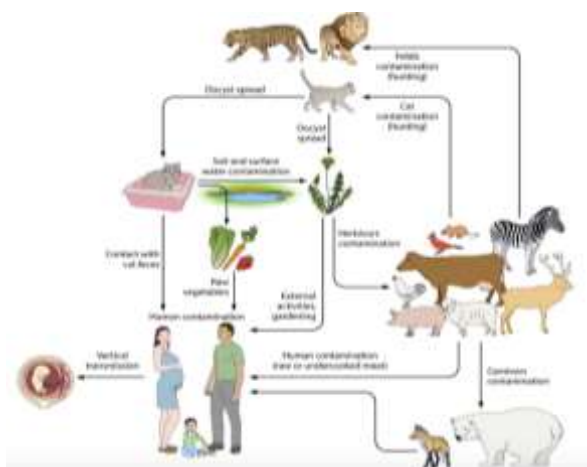 Felids
contamination
(hunting)
Oocyst spread
Cat
contamination
(hunting)
Oocyst
spread
Soil and surface
water contamination
Herbivore
contamination
Contact with
cat feces
Raw
vegetables
External
activities,
gardening
Human contamination
Vertical
transmission
Human contamination
(raw or undercooked meat)
Carnivore
contamination